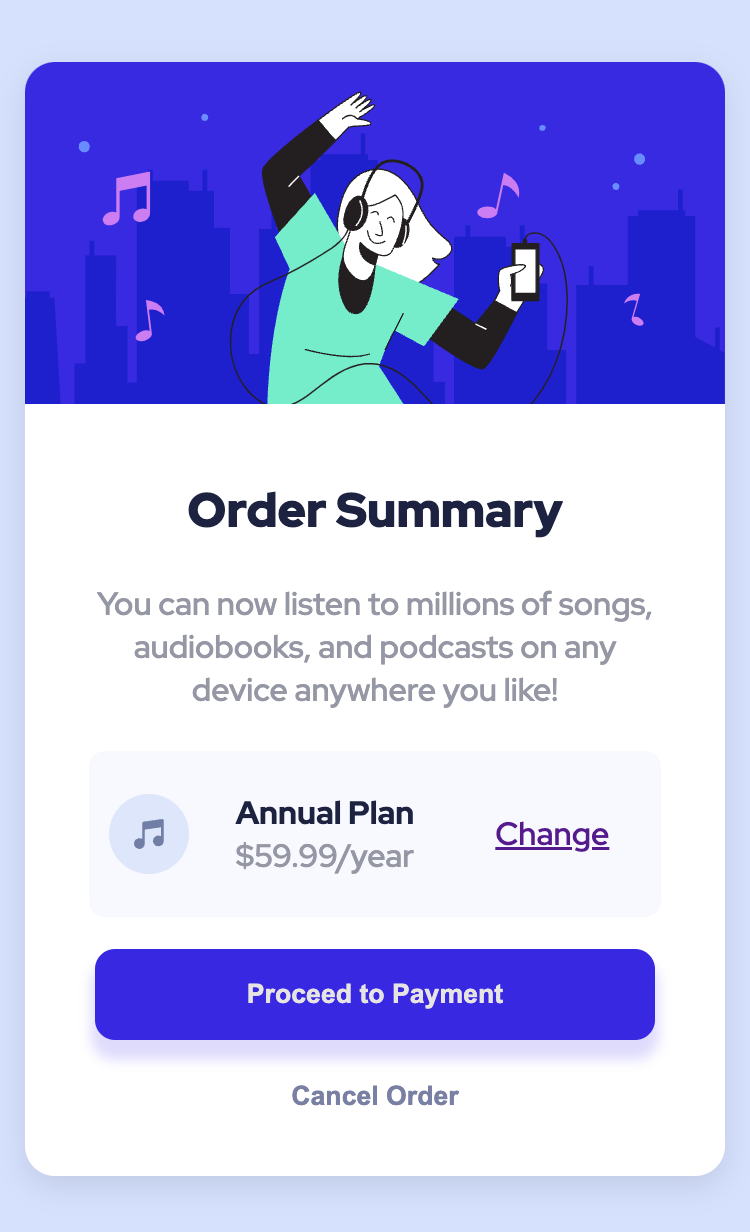 Order Summary
You can now listen to millions of songs,
audiobooks, and podcasts on any
device anywhere you like!
Annual Plan
$59.99/year
Change
Proceed to Payment
Cancel Order